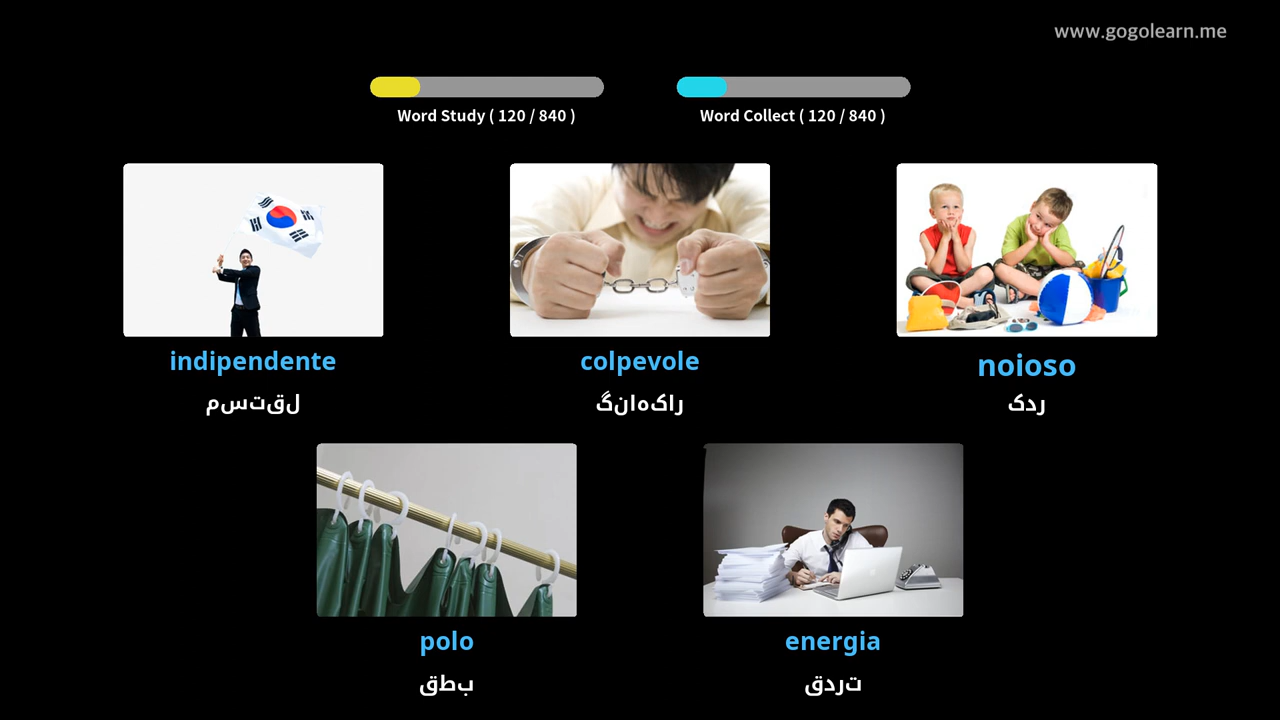 www.gogolearn.me
Word Study ( 120 / 840 )
Word Collect ( 120 / 840 )
indipendente
لقتسم
colpevole
راکهانگ
noioso
ردک
polo
بطق
energia
تردق